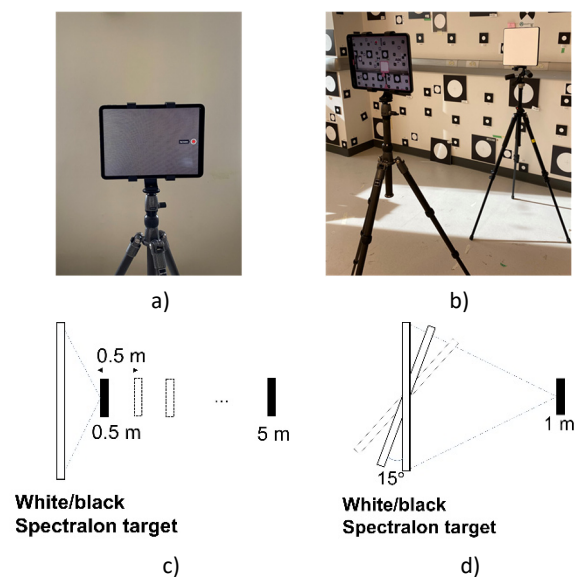 a)
b)
0.5 m
0.5 m
...
5 m
White/black
Spectralon target
c)
15°
1 m
White/black
Spectralon target
d)